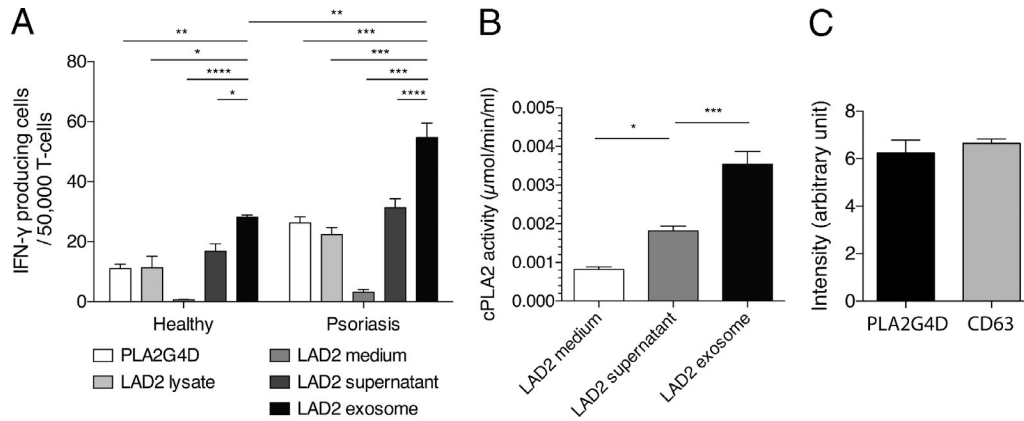 A
B
C
IFN-γ producing cells
/ 50,000 T-cells
80
60
40
20
0
**
**
*
****
*
***
***
***
****
Healthy
Psoriasis
PLA2G4D
LAD2 lysate
LAD2 medium
LAD2 supernatant
LAD2 exosome
cPLA2 activity (µmol/min/ml)
0.005
0.004
0.003
0.002
0.001
0.000
*
***
LAD2 medium
LAD2 supernatant
LAD2 exosome
Intensity (arbitrary unit)
8
6
4
2
0
PLA2G4D
CD63